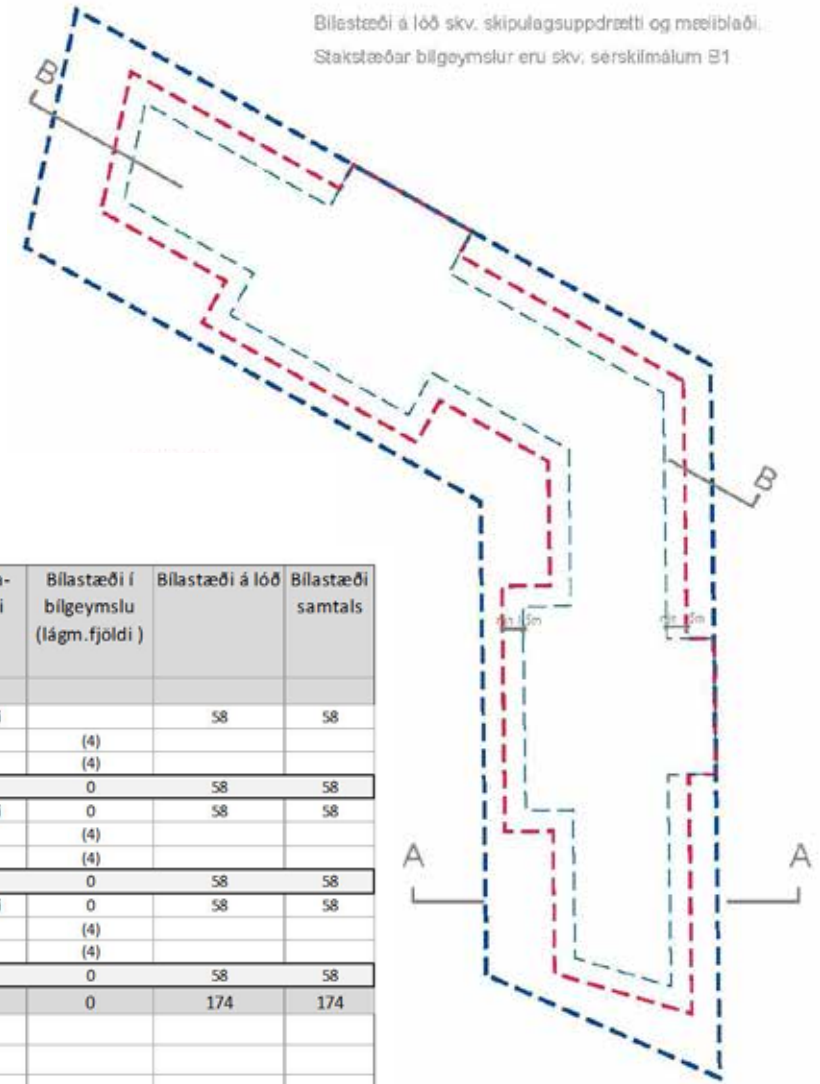 Bílastæði á lóð skv. skipulagsuppdrætti og mæliblaði.
Stakstæðar bílgeymslur eru skv. sérskilmálum B1
B
B
A
A
Bílastæði í bílgeymslu (lágm.fjöldi ) Bílastæði á lóð Bílastæði samtals
58 58
(4)
(4)
0 58 58
0 58 58
(4)
(4)
0 58 58
0 58 58
(4)
(4)
0 58 58
0 174 174